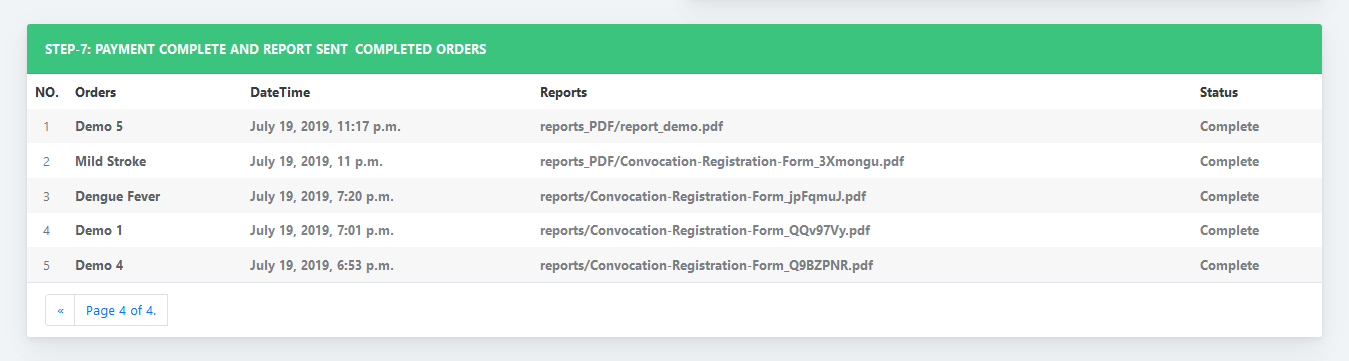 STEP-7: PAYMENT COMPLETE AND REPORT SENT  COMPLETED ORDERS
NO. Orders DateTime Reports Status
1 Demo 5 July 19, 2019, 11:17 p.m. reports_PDF/report_demo.pdf Complete
2 Mild Stroke July 19, 2019, 11 p.m. reports_PDF/Convocation-Registration-Form_3Xmongu.pdf Complete
3 Dengue Fever July 19, 2019, 7:20 p.m. reports/Convocation-Registration-Form_jpFqmuJ.pdf Complete
4 Demo 1 July 19, 2019, 7:01 p.m. reports/Convocation-Registration-Form_QQv97Vy.pdf Complete
5 Demo 4 July 19, 2019, 6:53 p.m. reports/Convocation-Registration-Form_Q9BZPNR.pdf Complete
« Page 4 of 4.